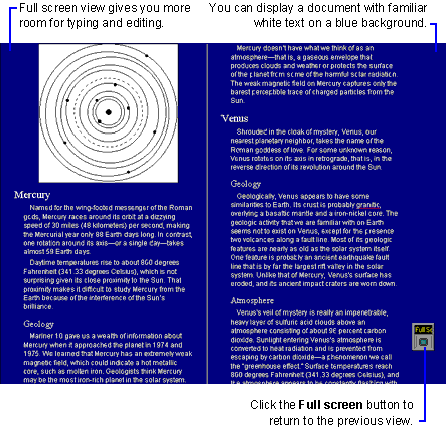 Full screen view gives you more
room for typing and editing.
You can display a document with familiar
white text on a blue background.
Mercury
Named for the wing-footed messenger of the Roman
gods, Mercury races around its orbit at a dizzying
speed of 30 miles (48 kilometers) per second, making
the Mercurial year only 88 Earth days long. In contrast,
one rotation around its axis—or a single day—takes
almost 59 Earth days.
Daytime temperatures rise to about 660 degrees
Fahrenheit (341.33 degrees Celsius), which is not
surprising given its close proximity to the Sun. That
proximity makes it difficult to study Mercury from the
Earth because of the interference of the Sun's
brilliance.
Geology
Mariner 10 gave us a wealth of information about
Mercury when it approached the planet in 1974 and
1975. We learned that Mercury has an extremely weak
magnetic field, which could indicate a hot metallic
core, such as molten iron. Geologists think Mercury
may be the most iron-rich planet in the solar system.
Mercury doesn't have what we think of as an
atmosphere—that is, a gaseous envelope that
produces clouds and weather or protects the surface
of the planet from some of the harmful solar radiation.
The weak magnetic field on Mercury captures only the
barest perceptible trace of charged particles from the
Sun.
Venus
Shrouded in the cloak of mystery, Venus, our
nearest planetary neighbor, takes the name of the
Roman goddess of love. For some unknown reason,
Venus rotates on its axis in retrograde, that is, in the
reverse direction of its revolution around the Sun.
Geology
Geologically, Venus appears to have some
similarities to Earth. Its crust is probably granitic,
overlying a basaltic mantle and a iron-nickel core. The
geologic activity that we are familiar with on Earth
seems not to exist on Venus, except for the presence
two volcanos along a fault line. Most of its geologic
features are nearly as old as the solar system itself.
One feature is probably an ancient earthquake fault
line that is by far the largest rift valley in the solar
system. Unlike that of Mercury, Venus's surface has
eroded, and its ancient impact craters are worn down.
Atmosphere
Venus's veil of mystery is really an impenetrable,
heavy layer of sulfuric acid clouds above an
atmosphere consisting of about 96 percent carbon
dioxide. Sunlight entering Venus's atmosphere is
converted to heat radiation and is prevented from
escaping by carbon dioxide—a phenomenon we call
the "greenhouse effect." Surface temperatures reach
860 degrees Fahrenheit (341.33 degrees Celsius), and
the atmosphere appears to be constantly flashing with
Full Sc
Click the Full screen button to
return to the previous view.